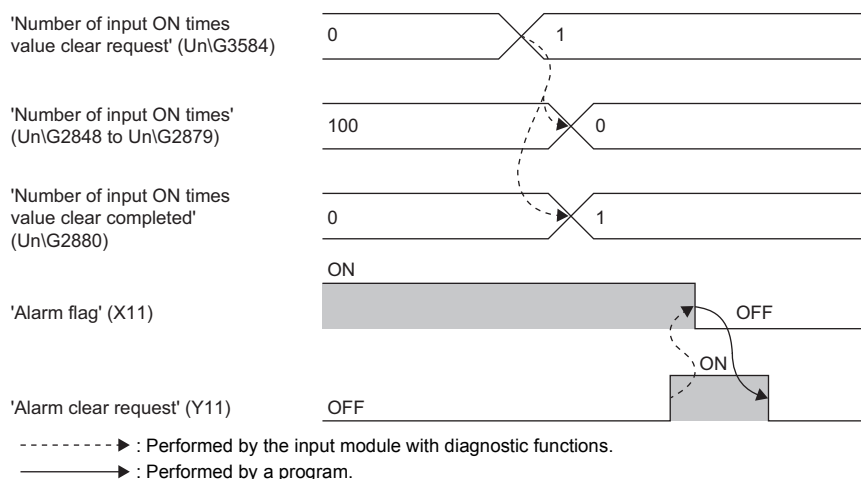 'Number of input ON times
value clear request' (Un\G3584)
0
1
'Number of input ON times'
(Un\G2848 to Un\G2879)
100
0
'Number of input ON times
value clear completed'
(Un\G2880)
0
1
ON
'Alarm flag' (X11)
OFF
ON
'Alarm clear request' (Y11)
OFF
: Performed by the input module with diagnostic functions.
: Performed by a program.